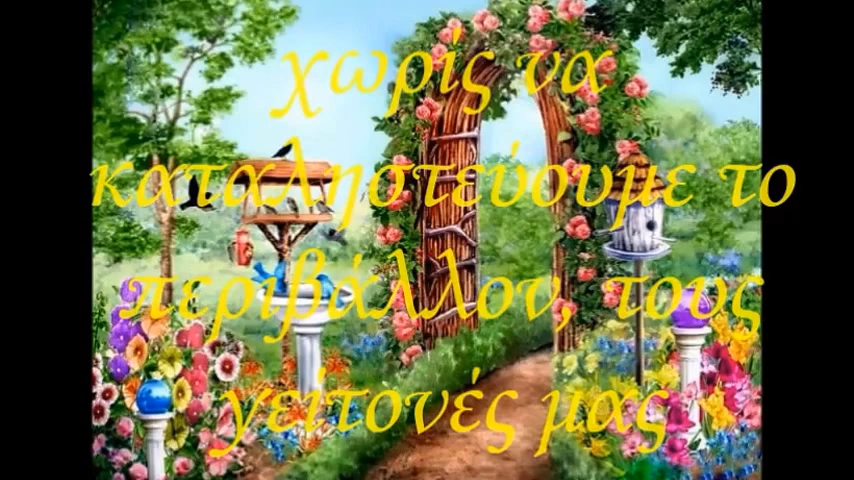 χωρίς να
καταληστεύουμε το
περιβάλλον, τους
γείτονές μας